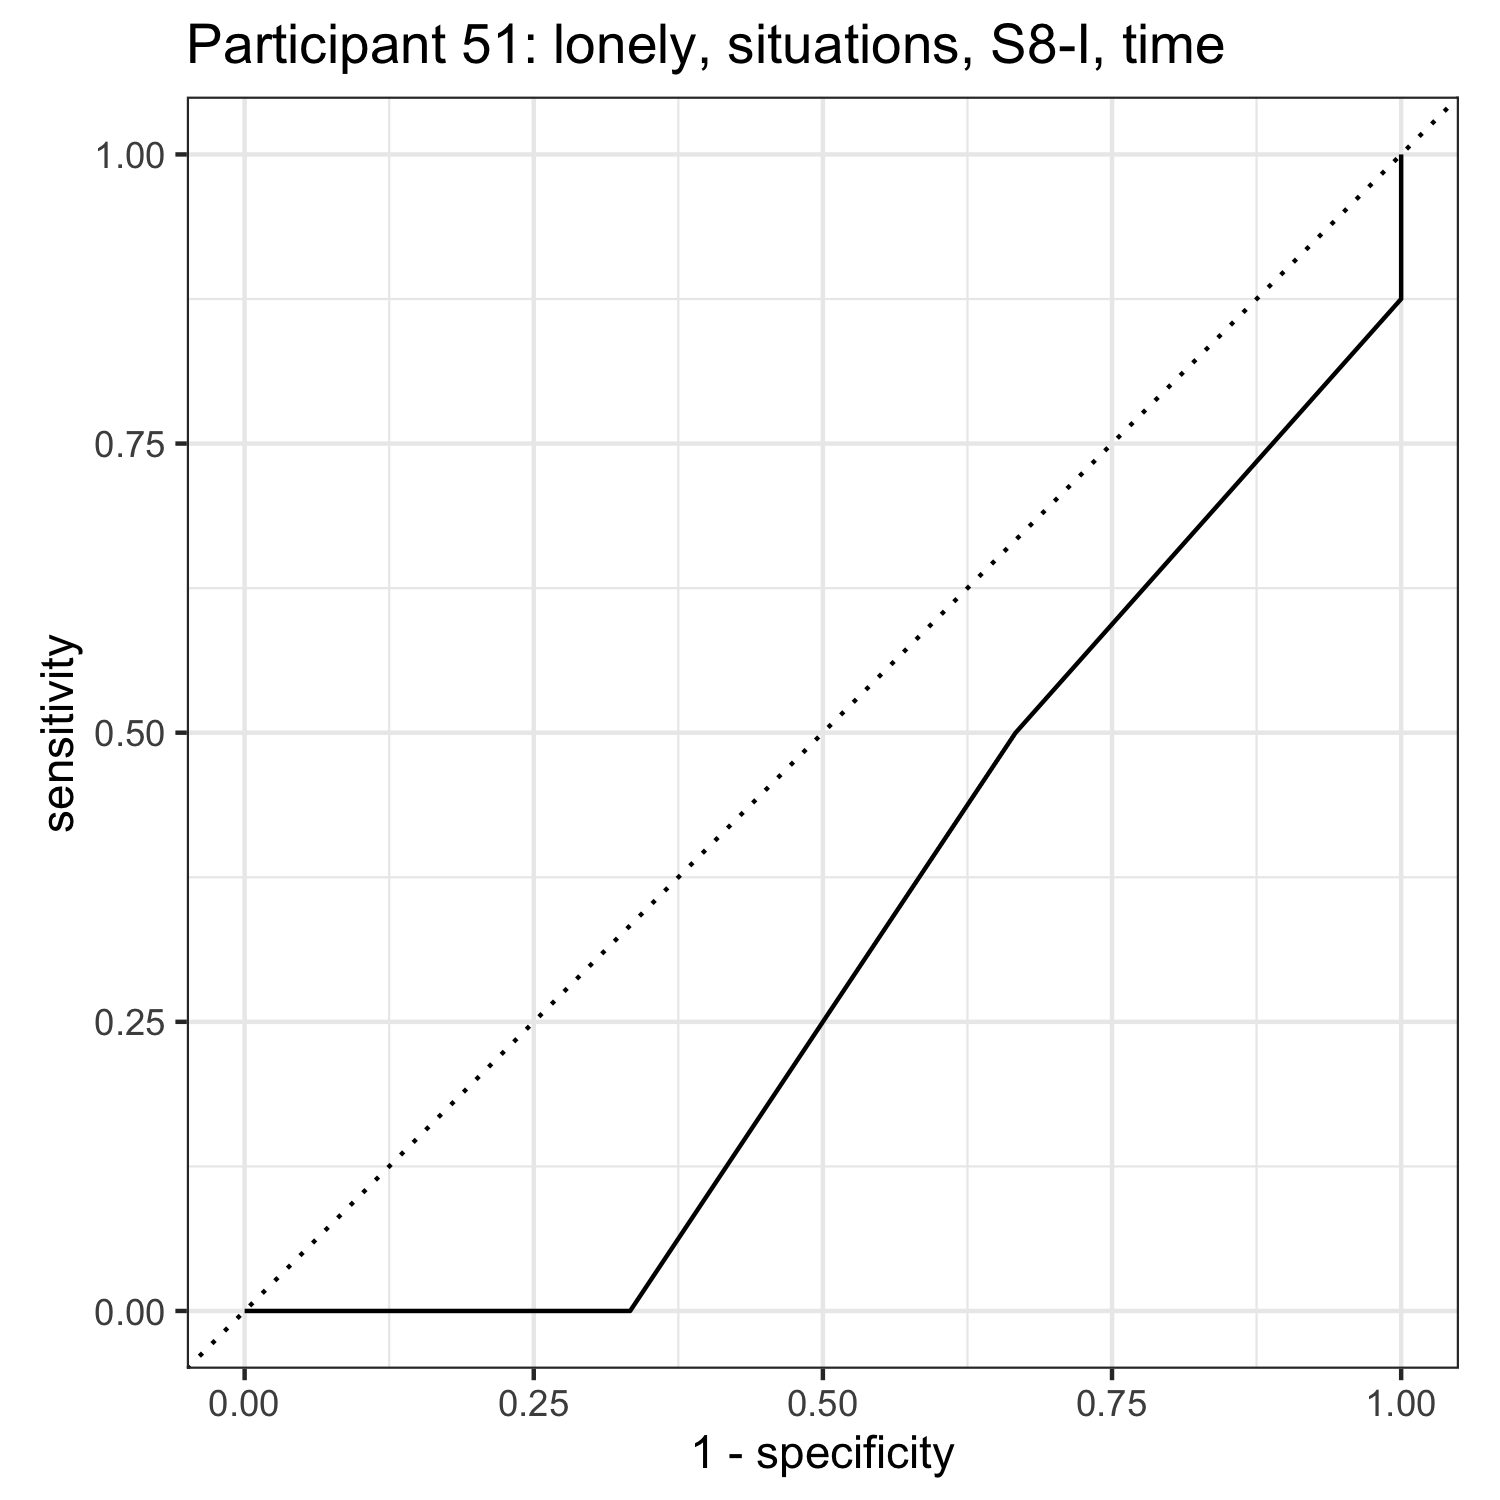 Participant 51: lonely, situations, S8-I, time
1.00
0.75
0.50
0.25
0.00
sensitivity
0.00 0.25 0.50 0.75 1.00
1 - specificity